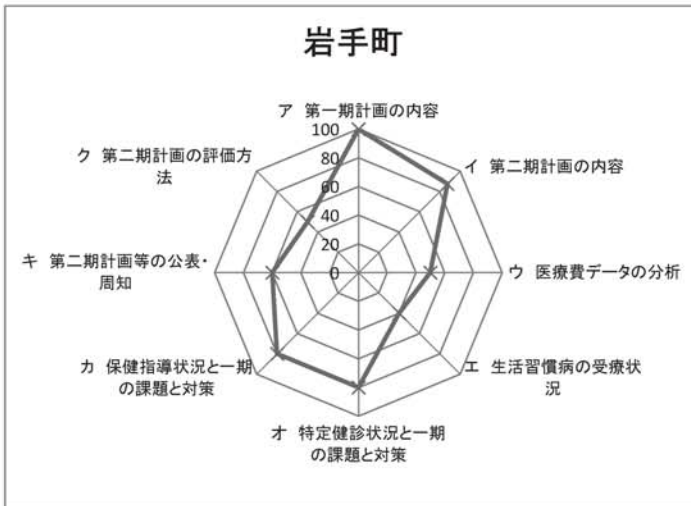 岩手町
ア 第一期計画の内容
100
80
60
40
20
0
イ 第二期計画の内容
ウ 医療費データの分析
エ 生活習慣病の受療状
況
オ 特定健診状況と一期
の課題と対策
カ 保健指導状況と一期
の課題と対策
キ 第二期計画等の公表・
周知
ク 第二期計画の評価方
法